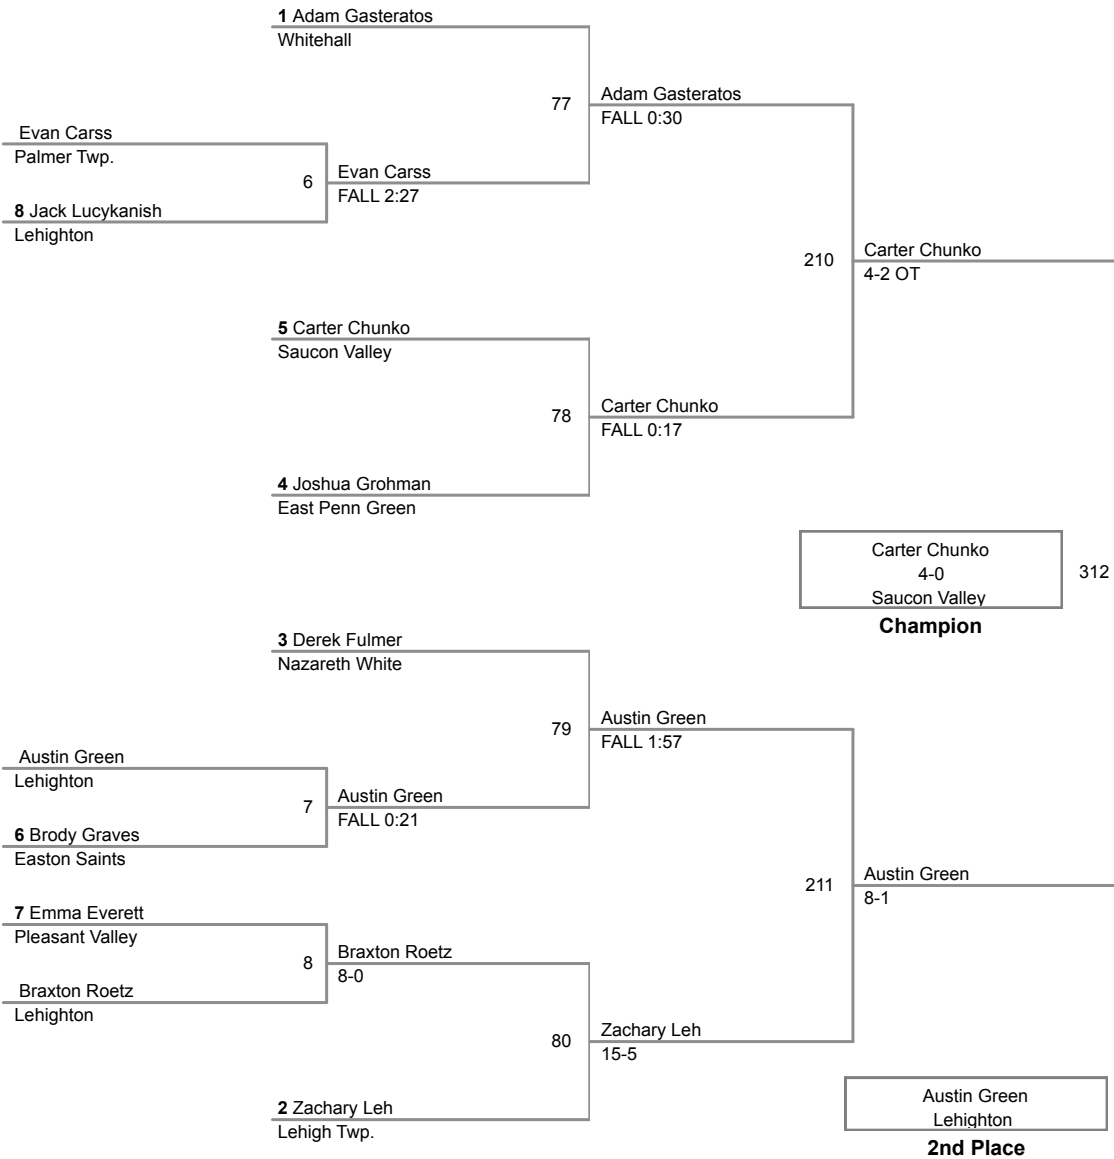 1 Adam Gasteratos
Whitehall
77
Adam Gasteratos
FALL 0:30
Evan Carss
Palmer Twp.
6
Evan Carss
FALL 2:27
8 Jack Lucykanish
Lehighton
210
Carter Chunko
4-2 OT
5 Carter Chunko
Saucon Valley
78
Carter Chunko
FALL 0:17
4 Joshua Grohman
East Penn Green
Carter Chunko
4-0
Saucon Valley
312
Champion
3 Derek Fulmer
Nazareth White
79
Austin Green
FALL 1:57
Austin Green
Lehighton
7
Austin Green
FALL 0:21
6 Brody Graves
Easton Saints
211
Austin Green
8-1
7 Emma Everett
Pleasant Valley
8
Braxton Roetz
8-0
Braxton Roetz
Lehighton
80
Zachary Leh
15-5
2 Zachary Leh
Lehigh Twp.
Austin Green
Lehighton
2nd Place